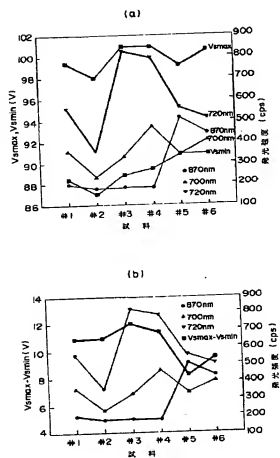 (a)
Vsmax,Vsmin(V)
102
100
98
96
94
92
90
88
86
900
800
700
600
500
400
300
200
100
発光強度 (cps)
Vsmax
720nm
870nm
700nm
Vsmin
870nm
700nm
720nm
#1 #2 #3 #4 #5 #6
試料
(b)
Vsmax-Vsmin(V)
14
12
10
8
6
4
900
800
700
600
500
400
300
200
100
発光強度 (cps)
870nm
700nm
720nm
Vsmax-Vsmin
#1 #2 #3 #4 #5 #6
試料